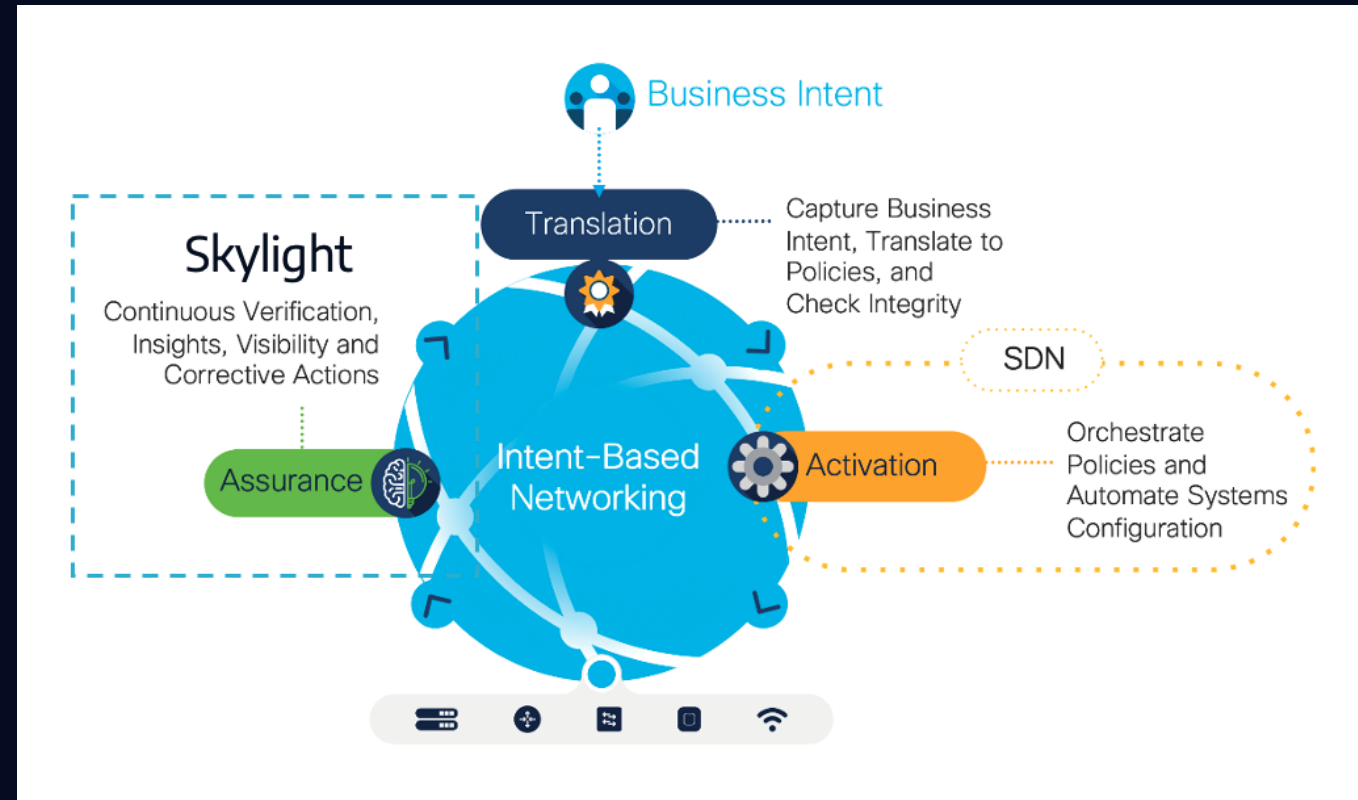 Business Intent
Translation
Capture Business
Intent, Translate to
Policies, and
Check Integrity
Skylight
Continuous Verification,
Insights, Visibility and
Corrective Actions
SDN
Assurance
Intent-Based
Networking
Activation
Orchestrate
Policies and
Automate Systems
Configuration